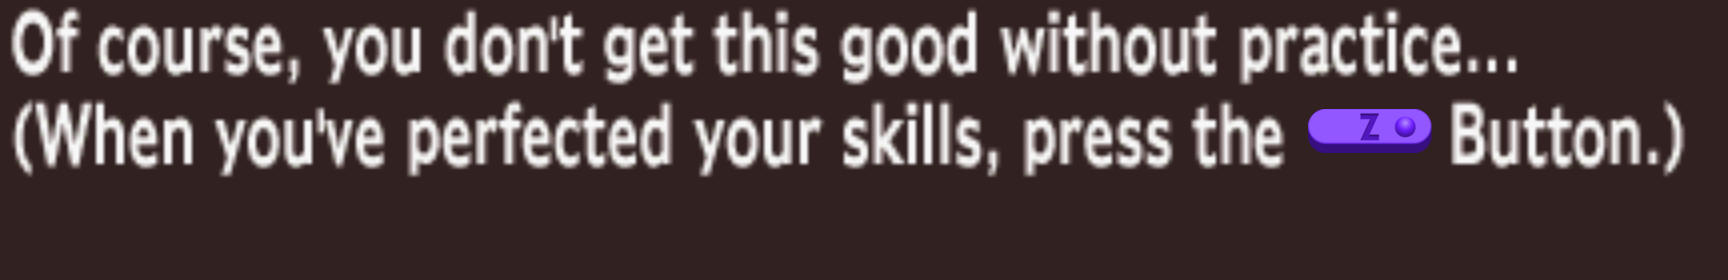 Of course, you don't get this good without practice...
(When you've perfected your skills, press the Z Button.)